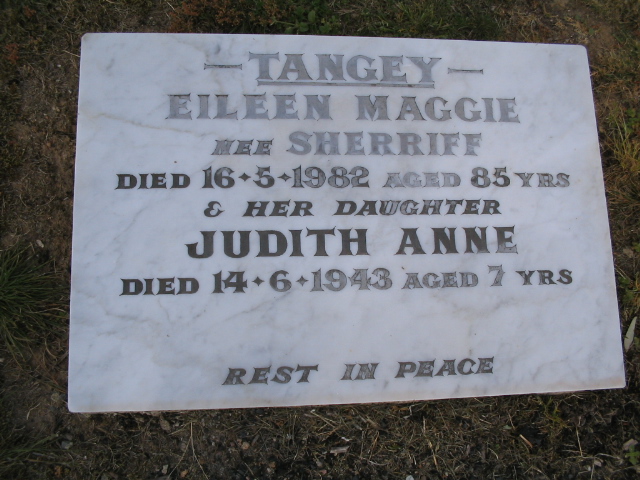 — TANGEY —
EILEEN MAGGIE
NEE SHERRIFF
DIED 16·5·1982 AGED 85 YRS
& HER DAUGHTER
JUDITH ANNE
DIED 14·6·1943 AGED 7 YRS
REST IN PEACE